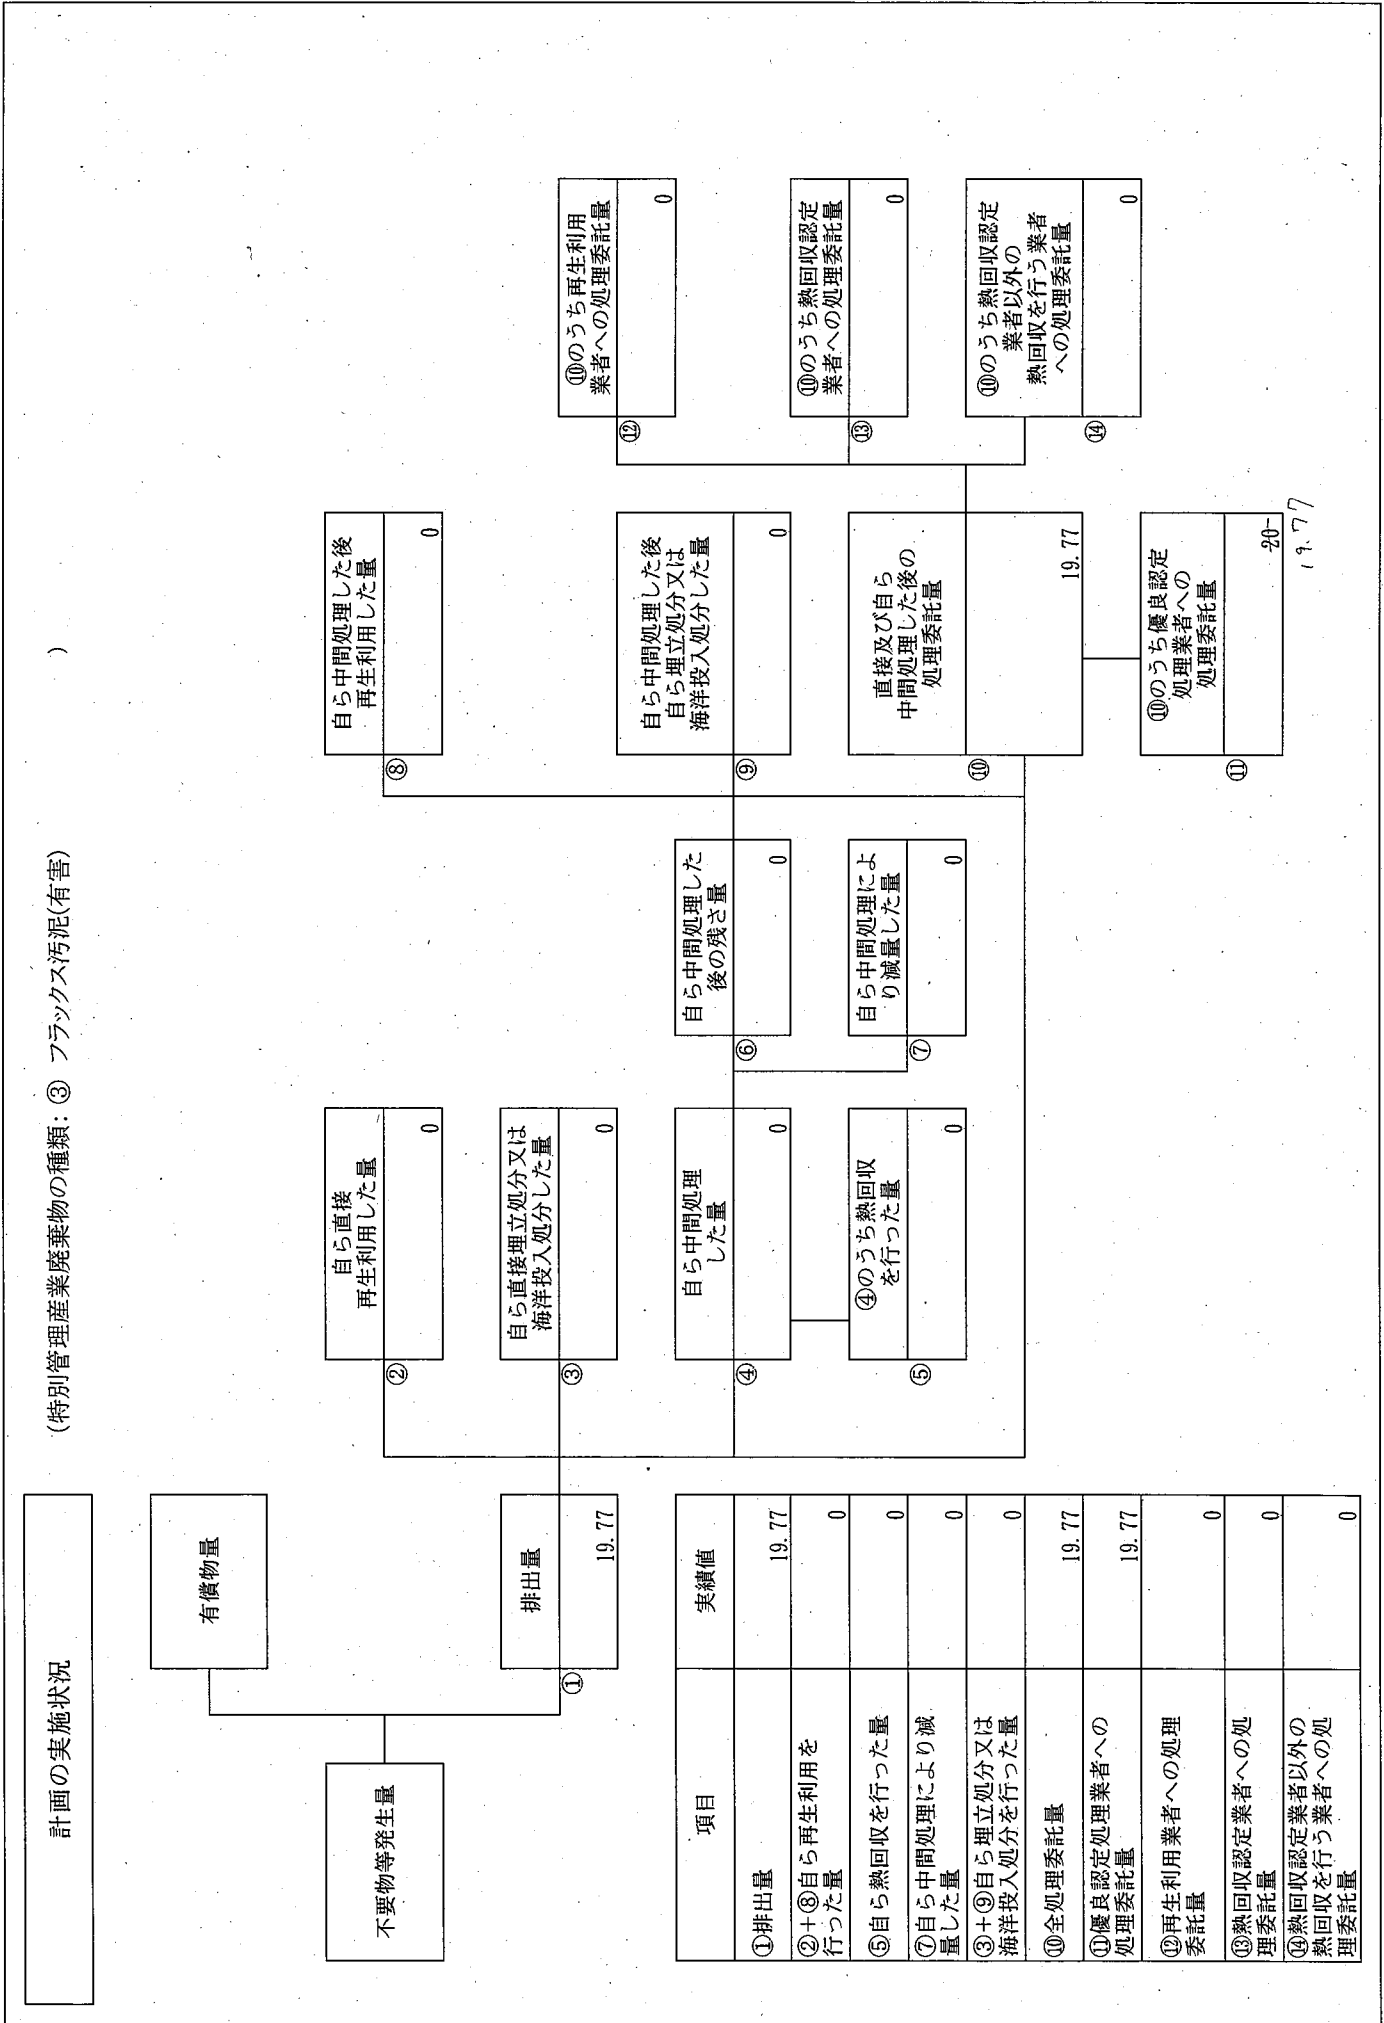 計画の実施状況
(特別管理産業廃棄物の種類: ③ フラックス汚泥(有害)
)
不要物等発生量
有償物量
①
排出量
19.77
②
自ら直接
再生利用した量
0
③
自ら直接埋立処分又は
海洋投入処分した量
0
④
自ら中間処理
した量
0
⑤
④のうち熱回収
を行った量
0
⑥
自ら中間処理した
後の残さ量
0
⑦
自ら中間処理によ
り減量した量
0
⑧
自ら中間処理した後
再生利用した量
0
⑨
自ら中間処理した後
自ら埋立処分又は
海洋投入処分した量
0
⑩
直接及び自ら
中間処理した後の
処理委託量
19.77
⑪
⑩のうち優良認定
処理業者への
処理委託量
20
19.77
⑫
⑩のうち再生利用
業者への処理委託量
0
⑬
⑩のうち熱回収認定
業者への処理委託量
0
⑭
⑩のうち熱回収認定
業者以外の
熱回収を行う業者
への処理委託量
0
項目 実績値
①排出量 19.77
②+⑧自ら再生利用を
行った量 0
⑤自ら熱回収を行った量 0
⑦自ら中間処理により減
量した量 0
③+⑨自ら埋立処分又は
海洋投入処分を行った量 0
⑩全処理委託量 19.77
⑪優良認定処理業者への
処理委託量 19.77
⑫再生利用業者への処理
委託量 0
⑬熱回収認定業者への処
理委託量 0
⑭熱回収認定業者以外の
熱回収を行う業者への処
理委託量 0